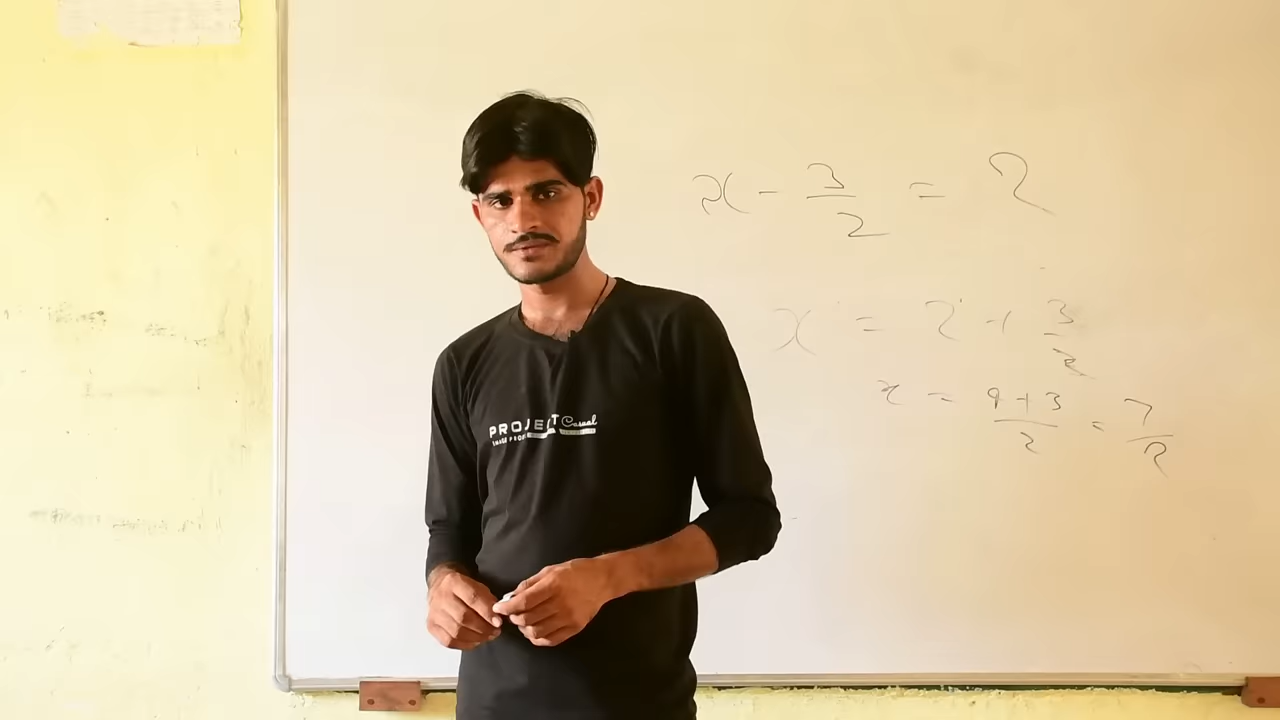 PROJECT Casual
x - 3/2 = 2
x = 2 + 3/2
x = 4+3/2 = 7/2